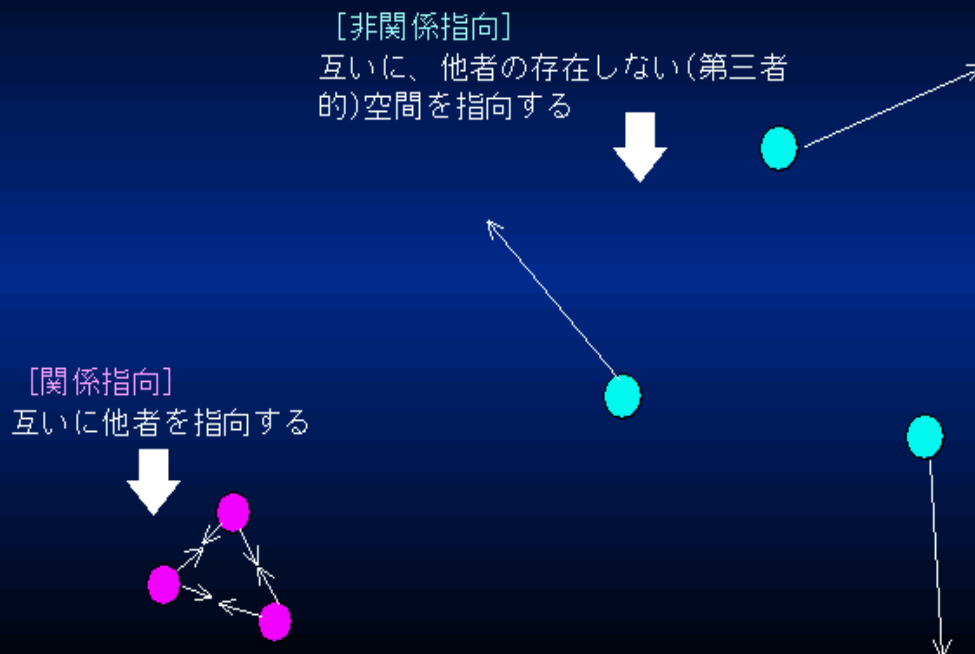 [非関係指向]
互いに、他者の存在しない(第三者
的)空間を指向する
[関係指向]
互いに他者を指向する